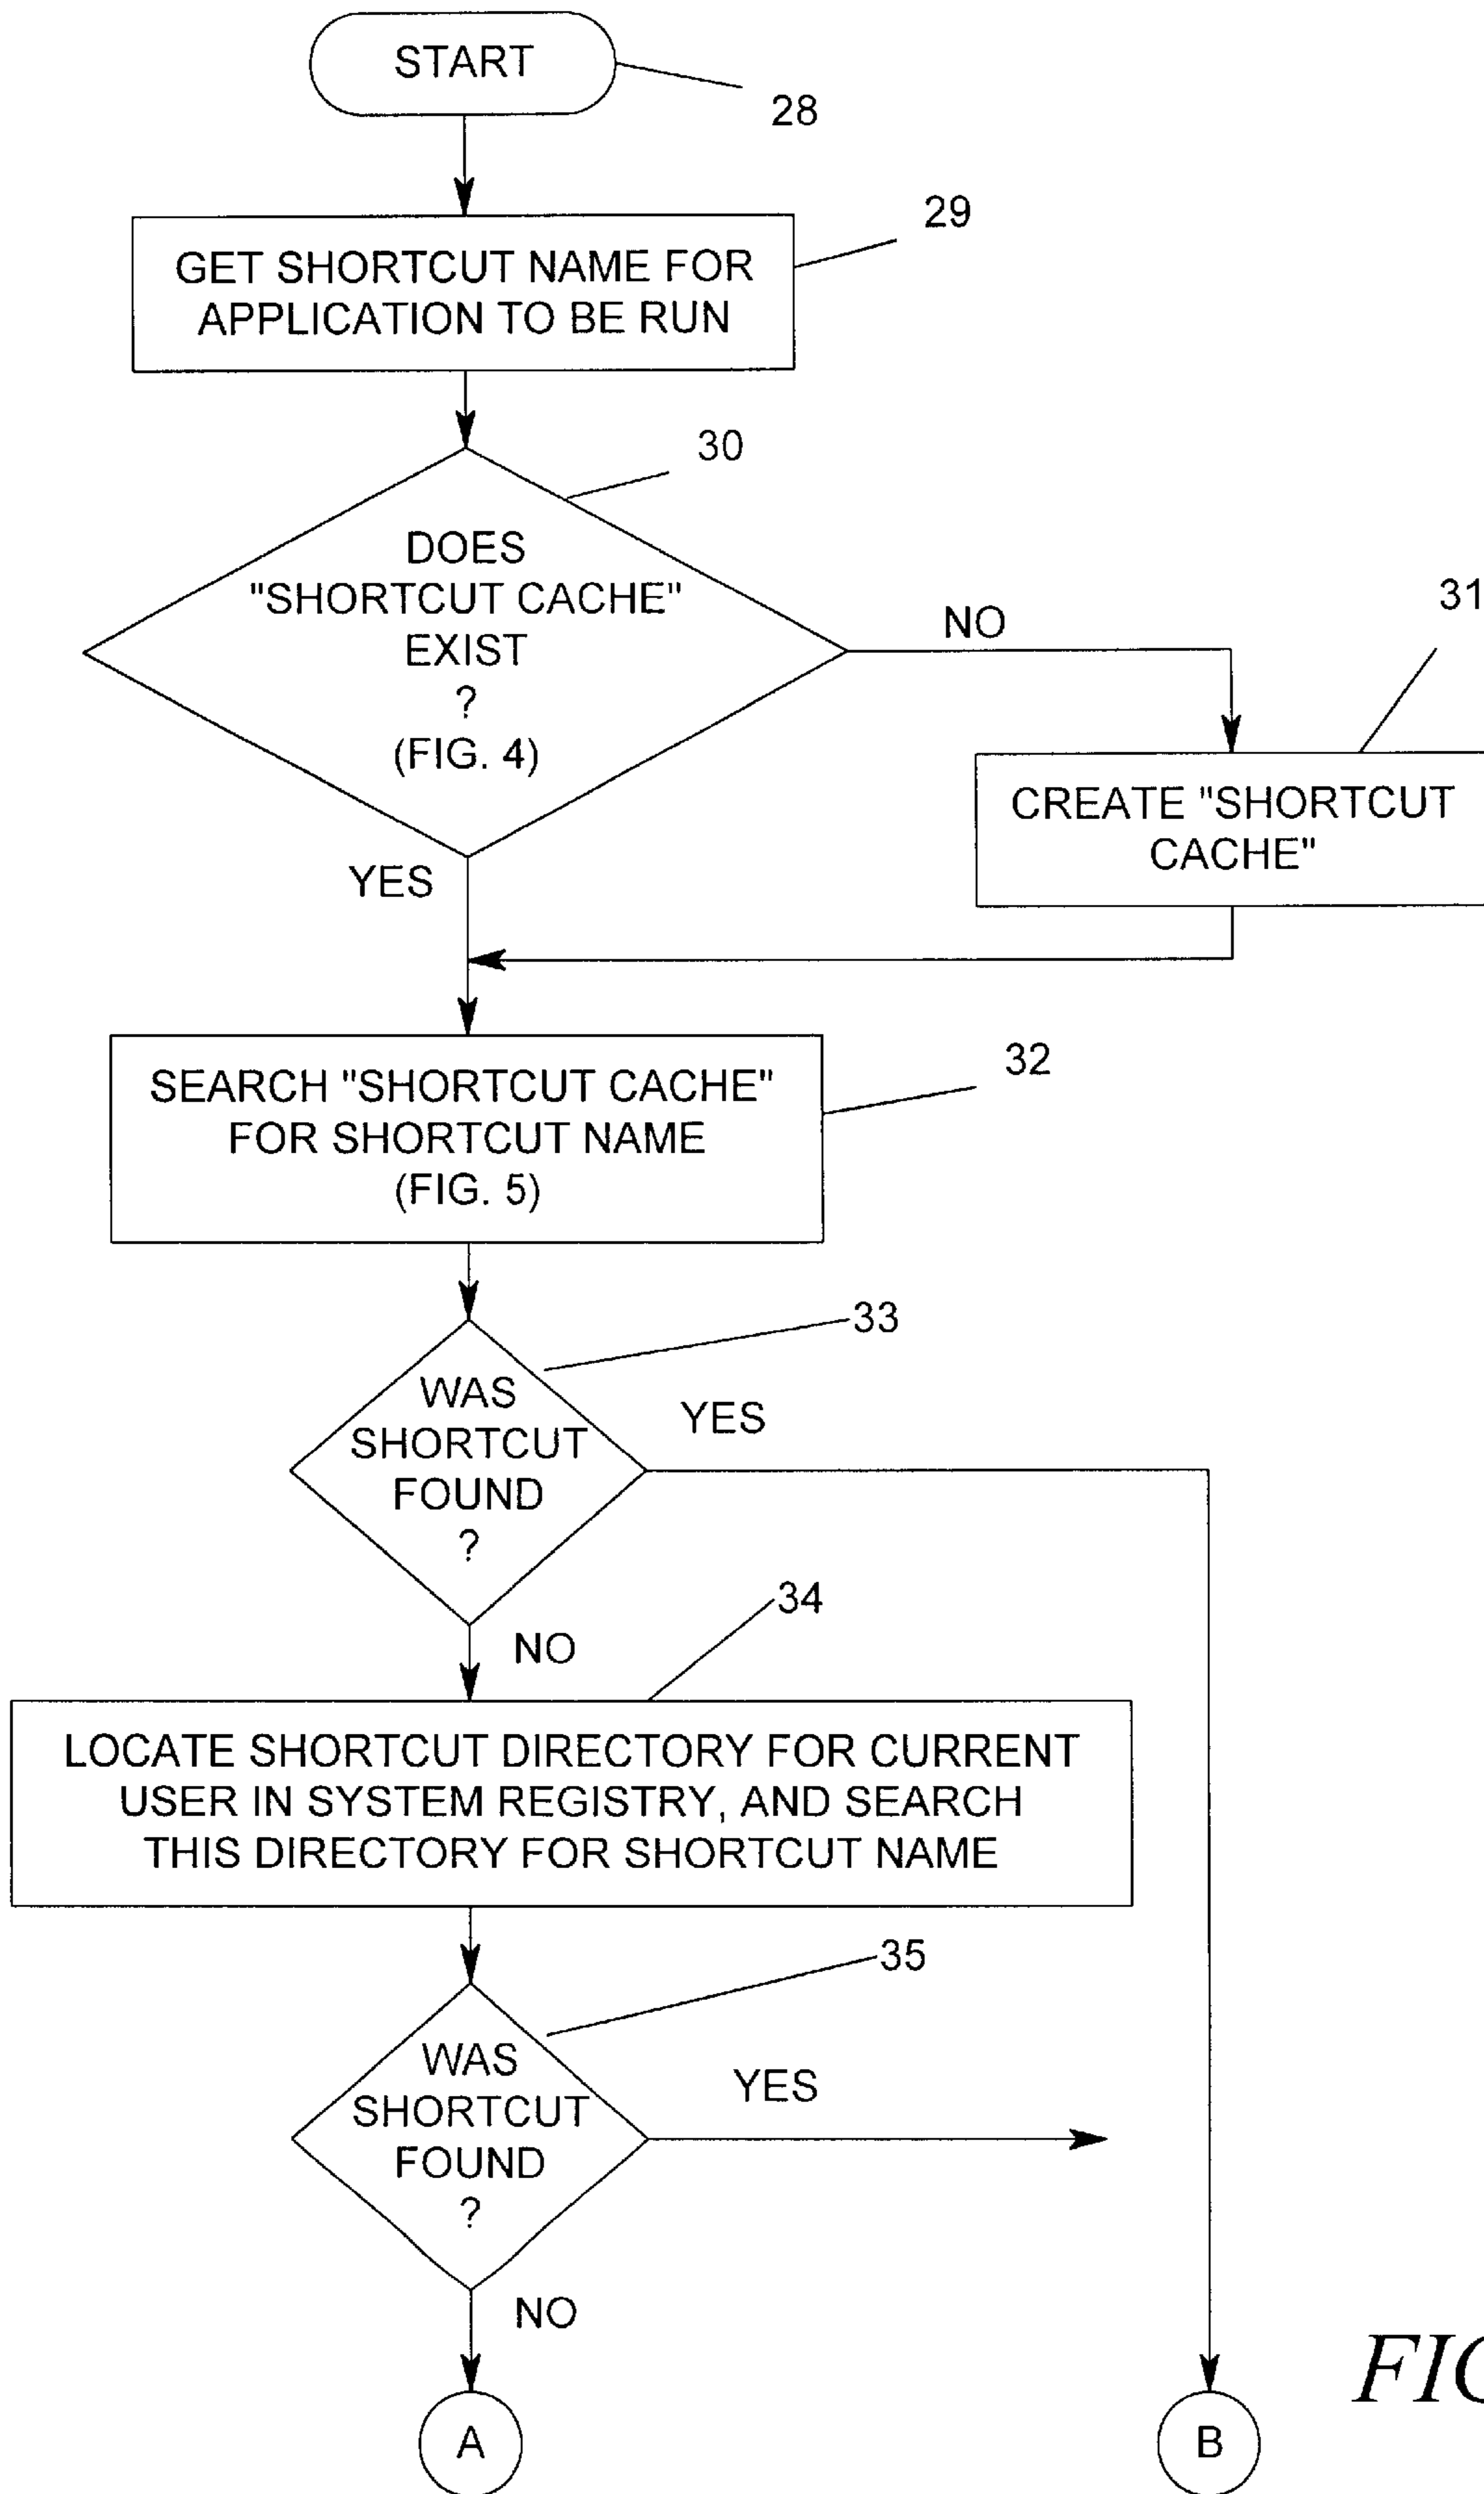 START
28
29
GET SHORTCUT NAME FOR
APPLICATION TO BE RUN
30
DOES
"SHORTCUT CACHE"
EXIST
?
(FIG. 4)
NO
31
CREATE "SHORTCUT
CACHE"
YES
32
SEARCH "SHORTCUT CACHE"
FOR SHORTCUT NAME
(FIG. 5)
33
WAS
SHORTCUT
FOUND
?
YES
34
NO
LOCATE SHORTCUT DIRECTORY FOR CURRENT
USER IN SYSTEM REGISTRY, AND SEARCH
THIS DIRECTORY FOR SHORTCUT NAME
35
WAS
SHORTCUT
FOUND
?
YES
NO
A
B